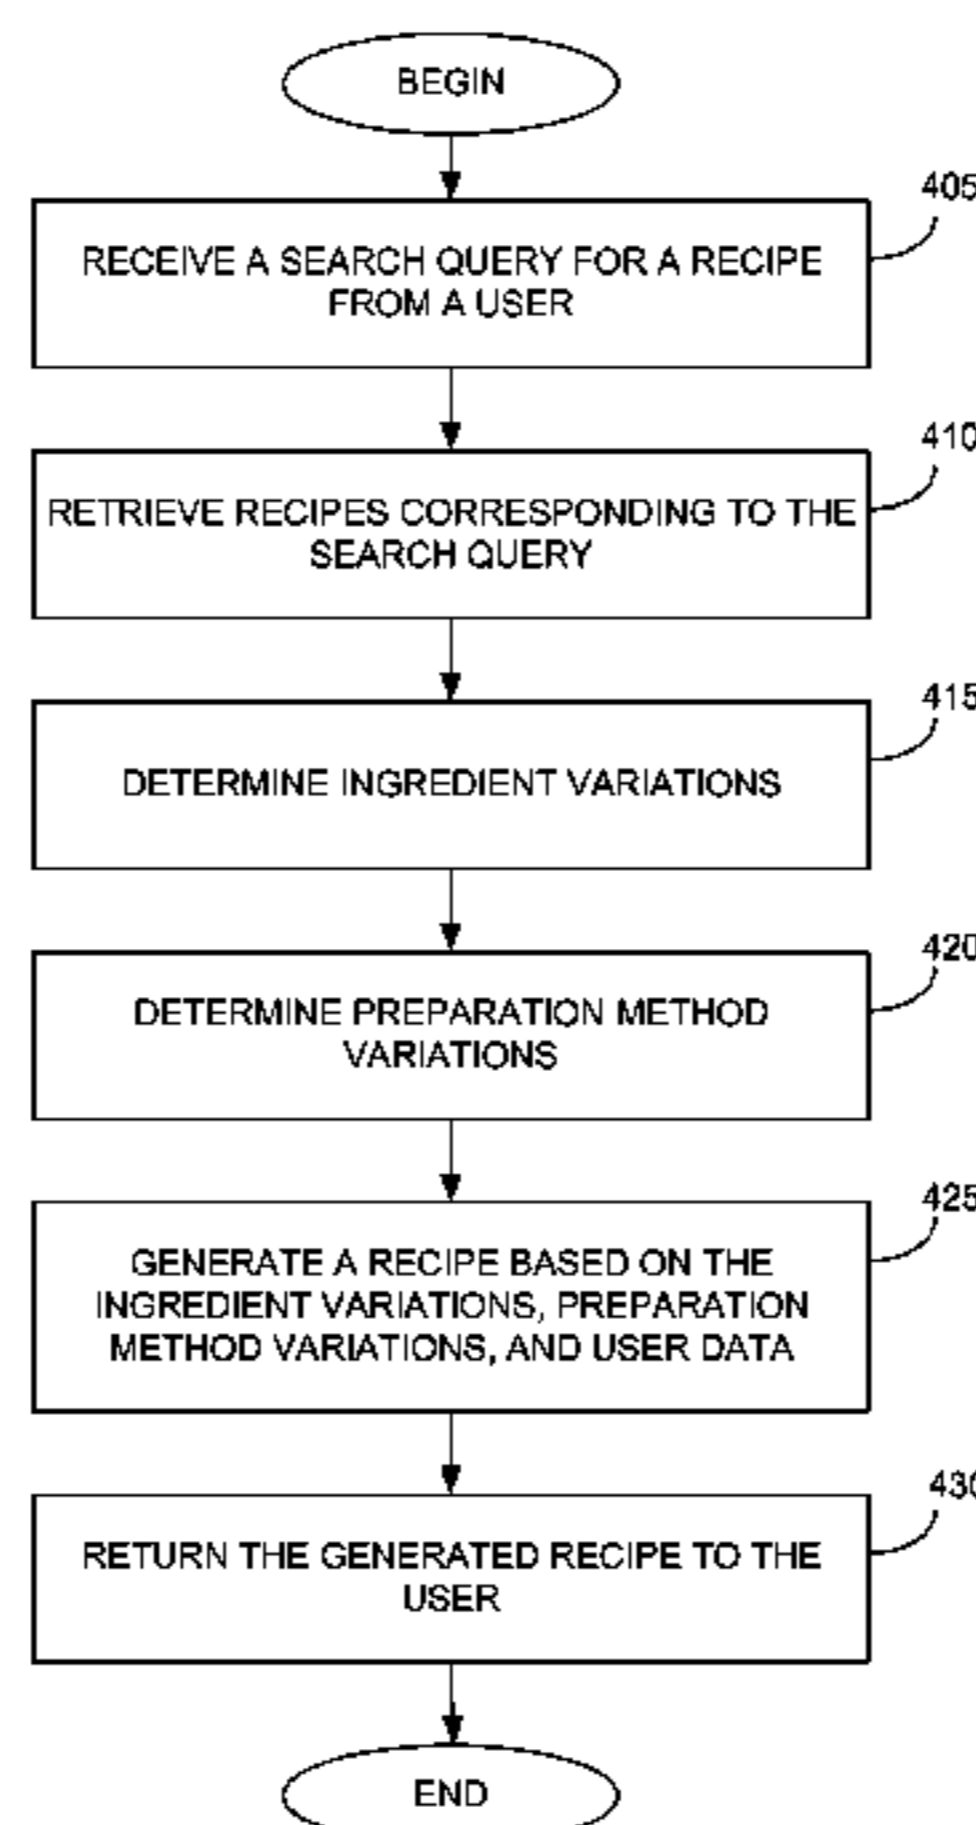 BEGIN
405
RECEIVE A SEARCH QUERY FOR A RECIPE
FROM A USER
410
RETRIEVE RECIPES CORRESPONDING TO THE
SEARCH QUERY
415
DETERMINE INGREDIENT VARIATIONS
420
DETERMINE PREPARATION METHOD
VARIATIONS
425
GENERATE A RECIPE BASED ON THE
INGREDIENT VARIATIONS, PREPARATION
METHOD VARIATIONS, AND USER DATA
430
RETURN THE GENERATED RECIPE TO THE
USER
END